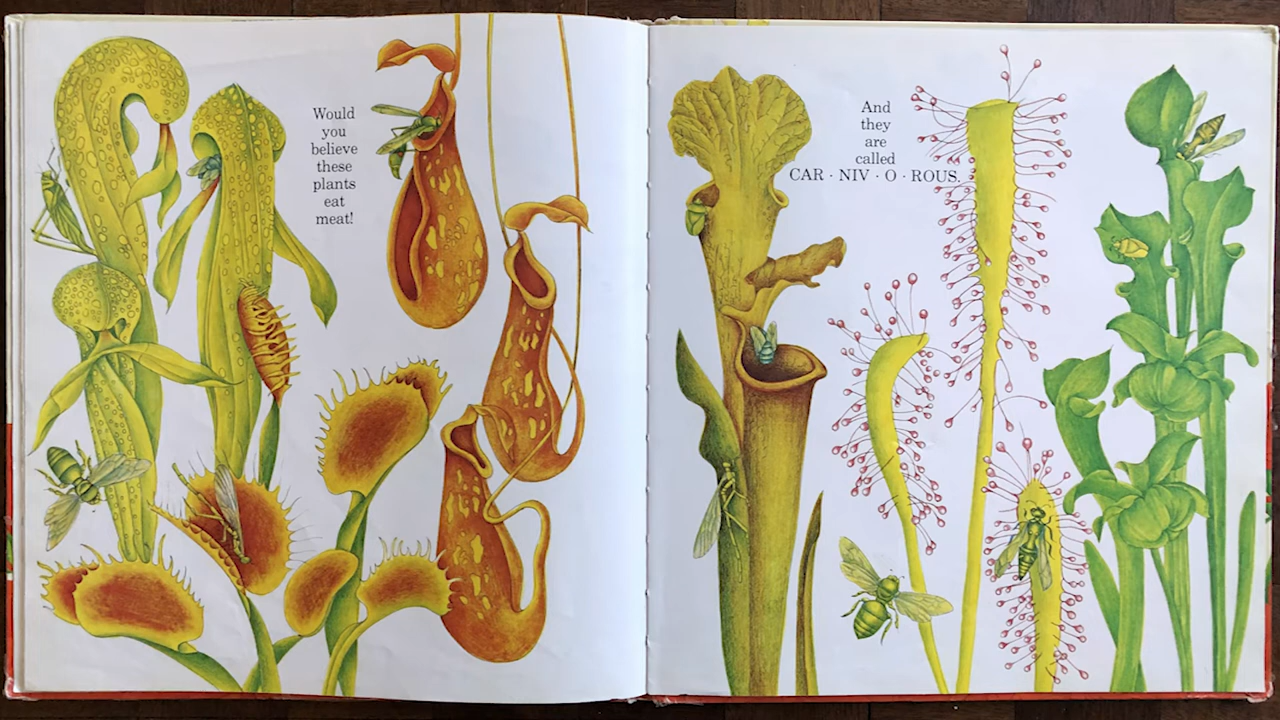 Would
you
believe
these
plants
eat
meat!
And
they
are
called
CAR · NIV · O · ROUS.